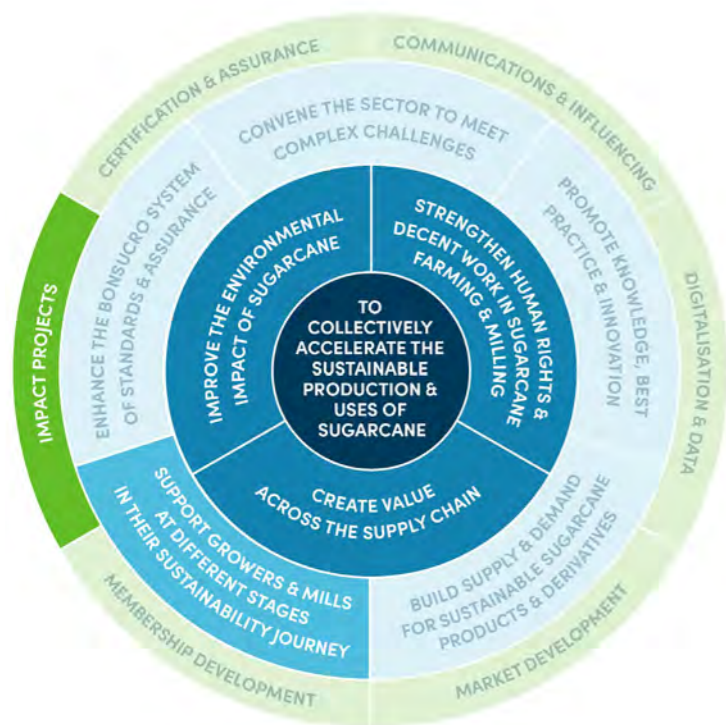 CERTIFICATION & ASSURANCE
COMMUNICATIONS & INFLUENCING
DIGITALISATION & DATA
MARKET DEVELOPMENT
MEMBERSHIP DEVELOPMENT
IMPACT PROJECTS
CONVENE THE SECTOR TO MEET
COMPLEX CHALLENGES
PROMOTE KNOWLEDGE, BEST
PRACTICE & INNOVATION
BUILD SUPPLY & DEMAND
FOR SUSTAINABLE SUGARCANE
PRODUCTS & DERIVATIVES
SUPPORT GROWERS & MILLS
AT DIFFERENT STAGES
IN THEIR SUSTAINABILITY JOURNEY
ENHANCE THE BONSUCRO SYSTEM
OF STANDARDS & ASSURANCE
IMPROVE THE ENVIRONMENTAL
IMPACT OF SUGARCANE
STRENGTHEN HUMAN RIGHTS &
DECENT WORK IN SUGARCANE
FARMING & MILLING
CREATE VALUE
ACROSS THE SUPPLY CHAIN
TO
COLLECTIVELY
ACCELERATE THE
SUSTAINABLE
PRODUCTION &
USES OF
SUGARCANE